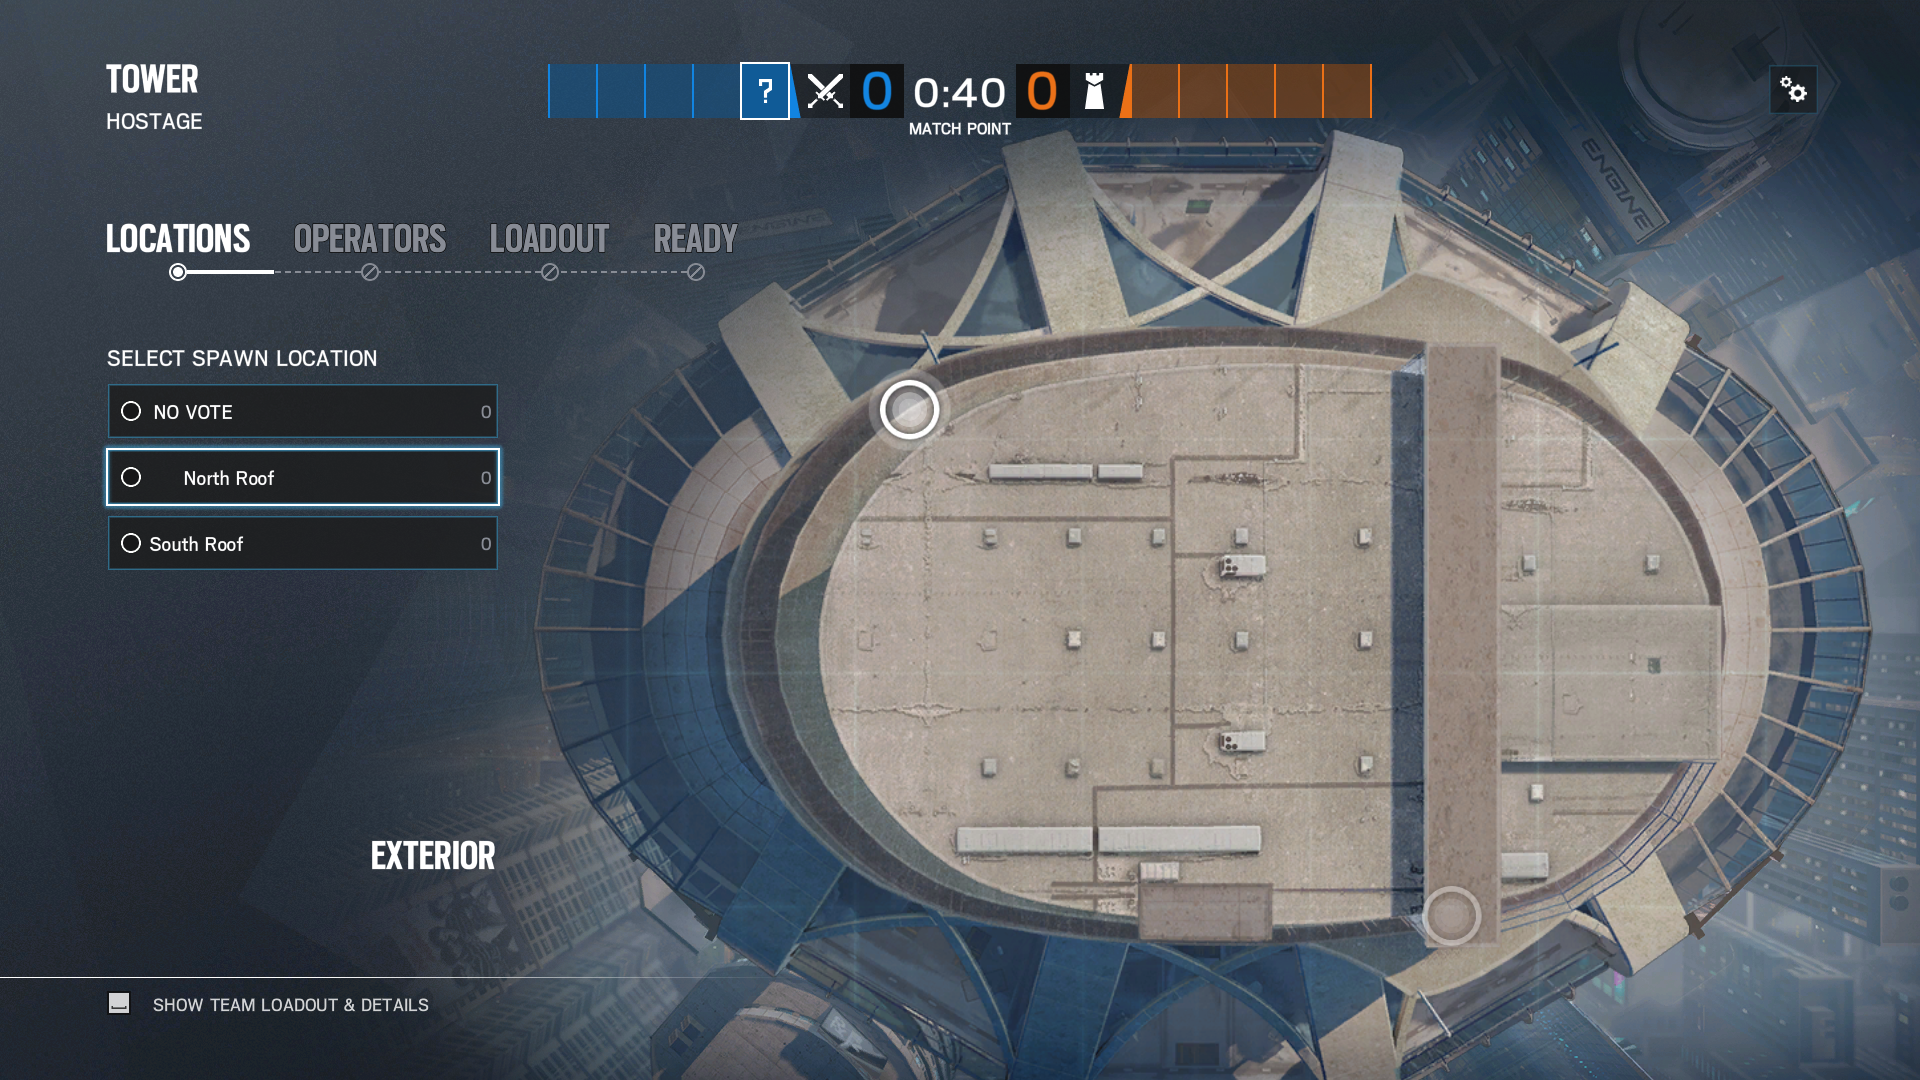 TOWER
HOSTAGE
?
0
0:40
0
MATCH POINT
LOCATIONS
OPERATORS
LOADOUT
READY
SELECT SPAWN LOCATION
NO VOTE
0
North Roof
0
South Roof
0
EXTERIOR
SHOW TEAM LOADOUT & DETAILS
ENGINE